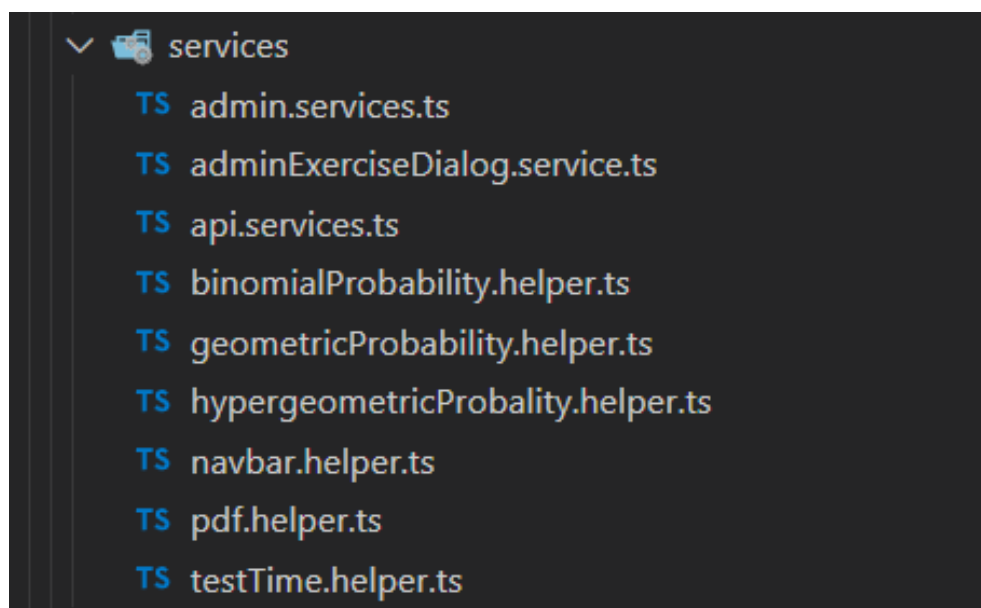 services
TS admin.services.ts
TS adminExerciseDialog.service.ts
TS api.services.ts
TS binomialProbability.helper.ts
TS geometricProbability.helper.ts
TS hypergeometricProbality.helper.ts
TS navbar.helper.ts
TS pdf.helper.ts
TS testTime.helper.ts